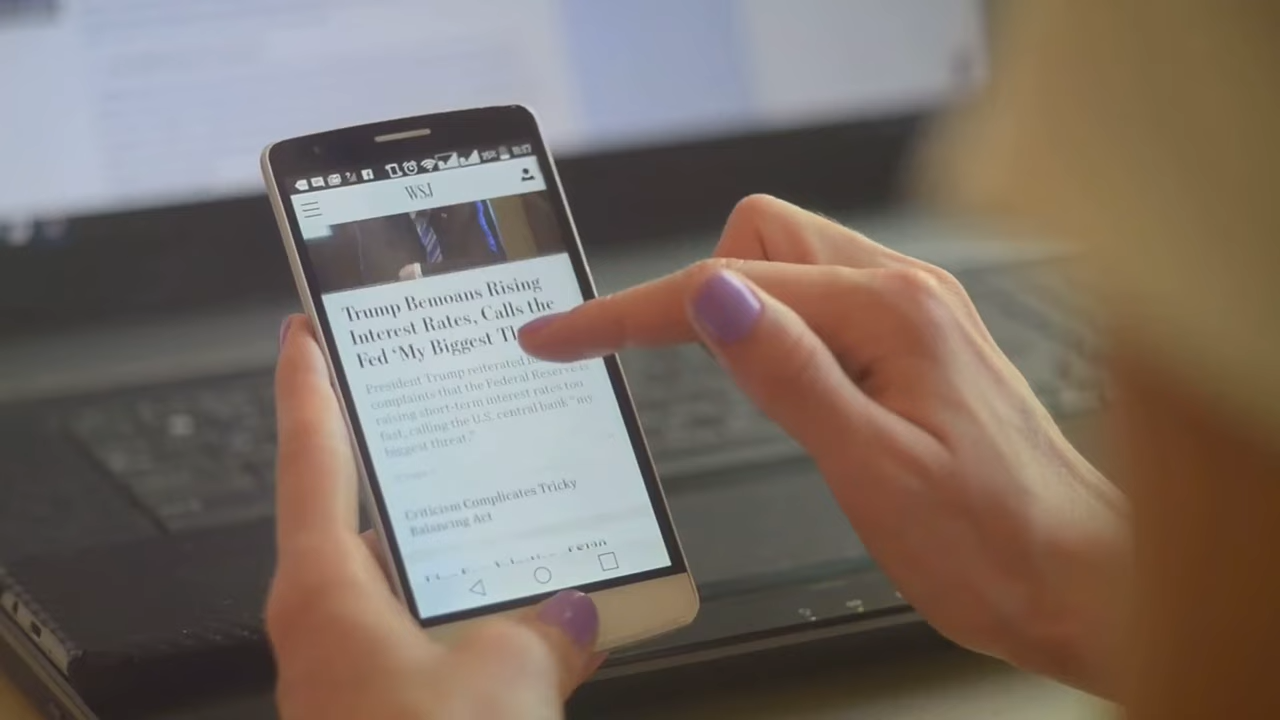 WSJ
Trump Bemoans Rising
Interest Rates, Calls the
Fed ‘My Biggest
President Trump reiterated
complaints that the Federal Reserve is
raising short-term interest rates too
fast, calling the U.S. central bank “my
biggest threat.”
Criticism Complicates Tricky
Balancing Act